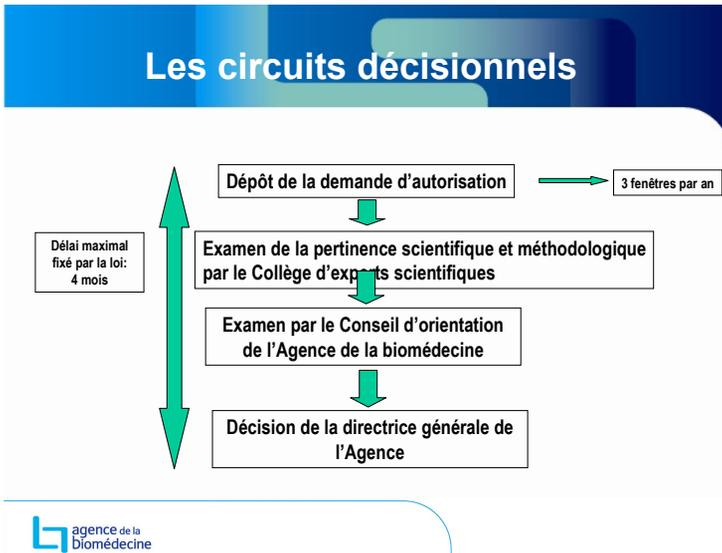 Les circuits décisionnels
Dépôt de la demande d'autorisation
3 fenêtres par an
Délai maximal
fixé par la loi:
4 mois
Examen de la pertinence scientifique et méthodologique
par le Collège d'experts scientifiques
Examen par le Conseil d'orientation
de l'Agence de la biomédecine
Décision de la directrice générale de
l'Agence
agence de la
biomédecine